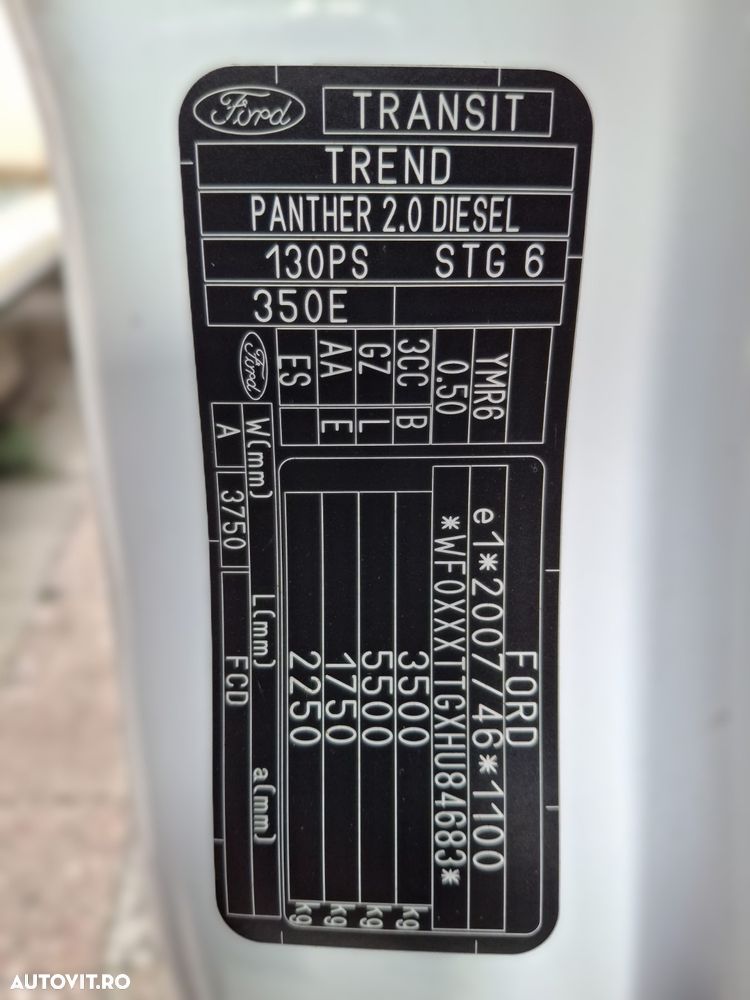 Ford
TRANSIT
TREND
PANTHER 2.0 DIESEL
130PS STG 6
350E
Ford
YMR6
0.50
3CC B
GZ L
AA E
ES
FORD
e1*2007/46*1100
*WF0XXXTTGXHU84683*
3500 kg
5500 kg
1750 kg
2250 kg
W(mm) L(mm) a(mm)
A 3750 FCD
AUTOVIT.RO